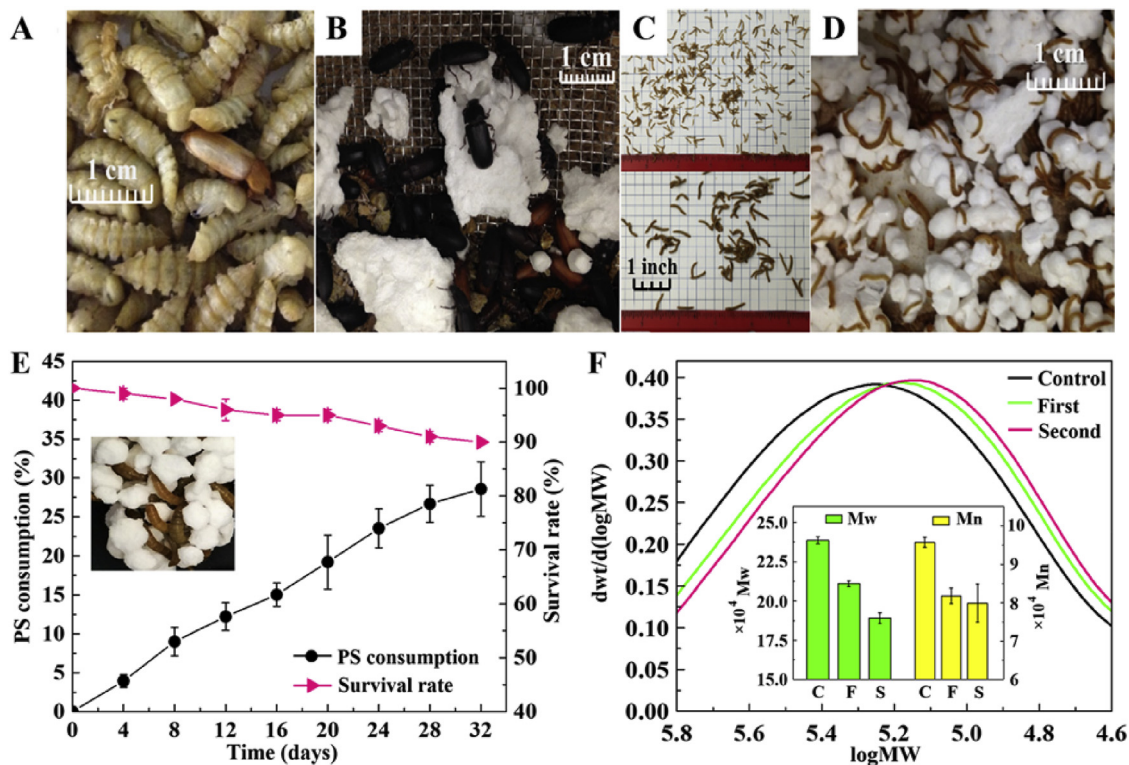 A
B
C
D
1 cm
1 cm
1 cm
1 inch
E
PS consumption (%)
45
40
35
30
25
20
15
10
5
0
100
90
80
70
60
50
40
Survival rate (%)
PS consumption
Survival rate
0 4 8 12 16 20 24 28 32
Time (days)
F
dwt/d(logMW)
0.40
0.35
0.30
0.25
0.20
0.15
0.10
0.05
0.00
Control
First
Second
Mw
Mn
×10⁴ Mw
25.0
22.5
20.0
17.5
15.0
10
9
8
7
6
×10⁴ Mn
C F S C F S
5.8 5.6 5.4 5.2 5.0 4.8 4.6
logMW